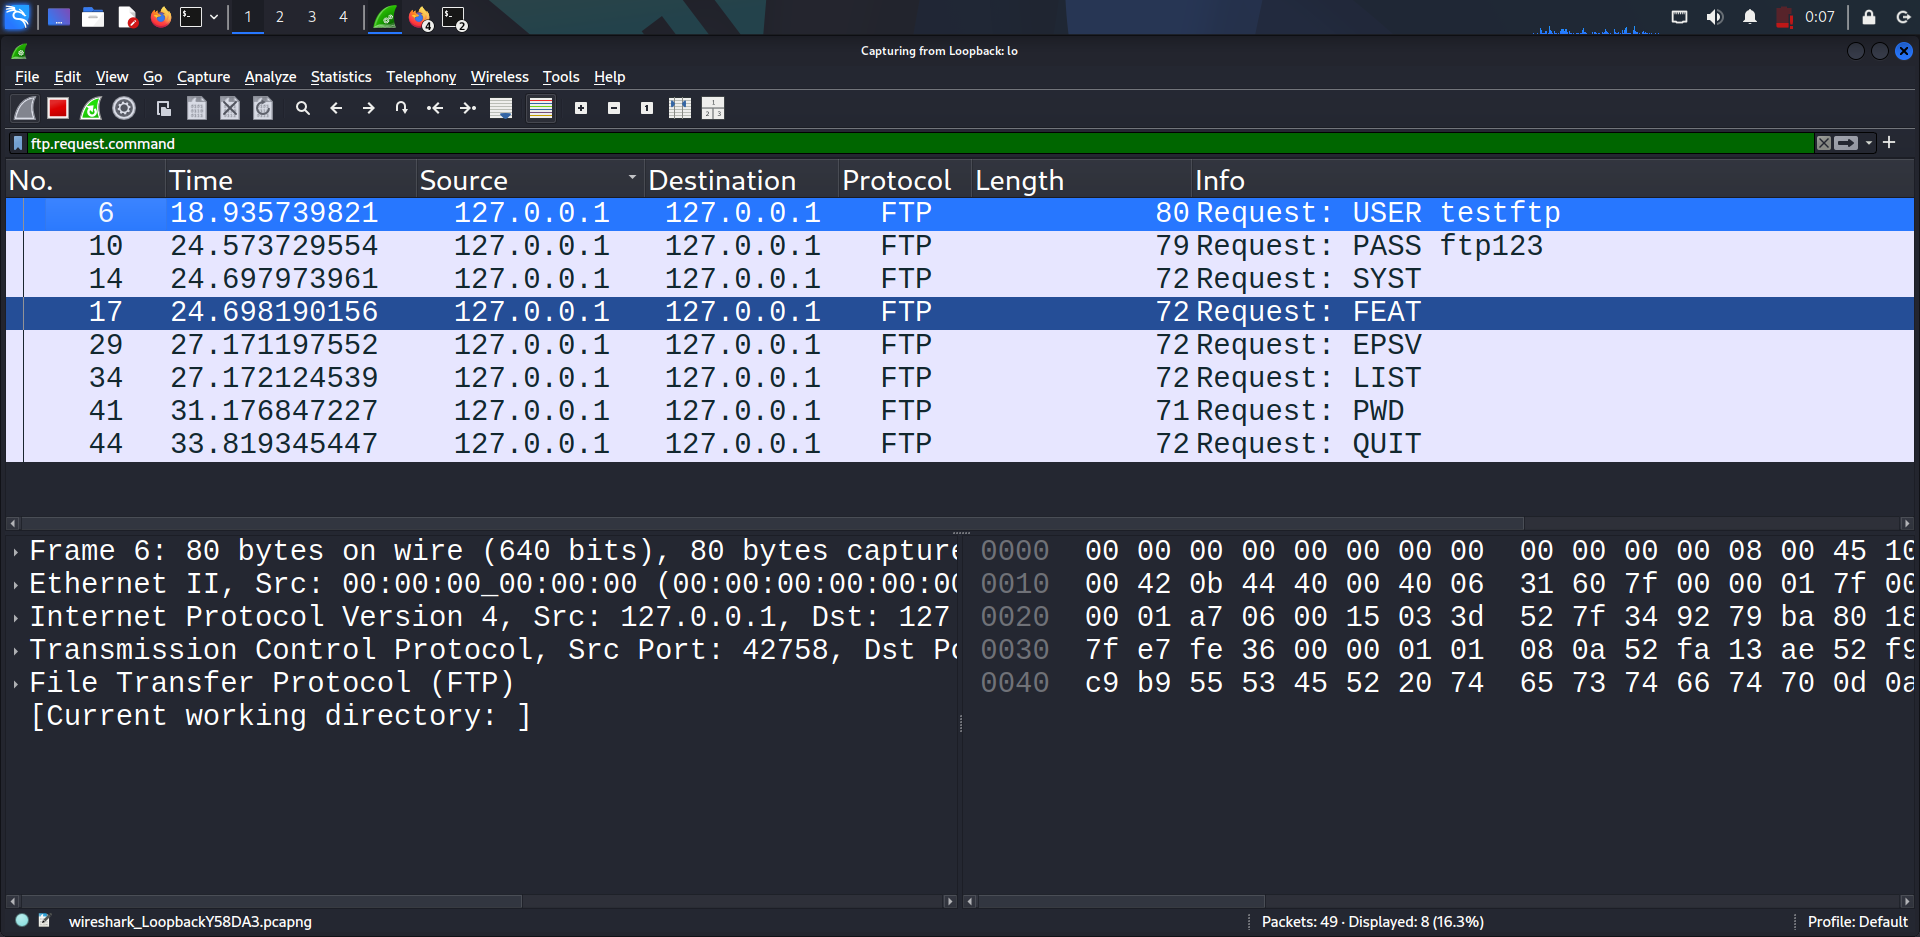 1 2 3 4 4 2 0:07
Capturing from Loopback: lo
File Edit View Go Capture Analyze Statistics Telephony Wireless Tools Help
ftp.request.command
No. Time Source Destination Protocol Length Info
6 18.935739821 127.0.0.1 127.0.0.1 FTP 80 Request: USER testftp
10 24.573729554 127.0.0.1 127.0.0.1 FTP 79 Request: PASS ftp123
14 24.697973961 127.0.0.1 127.0.0.1 FTP 72 Request: SYST
17 24.698190156 127.0.0.1 127.0.0.1 FTP 72 Request: FEAT
29 27.171197552 127.0.0.1 127.0.0.1 FTP 72 Request: EPSV
34 27.172124539 127.0.0.1 127.0.0.1 FTP 72 Request: LIST
41 31.176847227 127.0.0.1 127.0.0.1 FTP 71 Request: PWD
44 33.819345447 127.0.0.1 127.0.0.1 FTP 72 Request: QUIT
Frame 6: 80 bytes on wire (640 bits), 80 bytes capture
Ethernet II, Src: 00:00:00_00:00:00 (00:00:00:00:00:00
Internet Protocol Version 4, Src: 127.0.0.1, Dst: 127
Transmission Control Protocol, Src Port: 42758, Dst Po
File Transfer Protocol (FTP)
[Current working directory: ]
0000 00 00 00 00 00 00 00 00 00 00 00 00 08 00 45 10
0010 00 42 0b 44 40 00 40 06 31 60 7f 00 00 01 7f 00
0020 00 01 a7 06 00 15 03 3d 52 7f 34 92 79 ba 80 18
0030 7f e7 fe 36 00 00 01 01 08 0a 52 fa 13 ae 52 f9
0040 c9 b9 55 53 45 52 20 74 65 73 74 66 74 70 0d 0a
wireshark_LoopbackY58DA3.pcapng Packets: 49 · Displayed: 8 (16.3%) Profile: Default